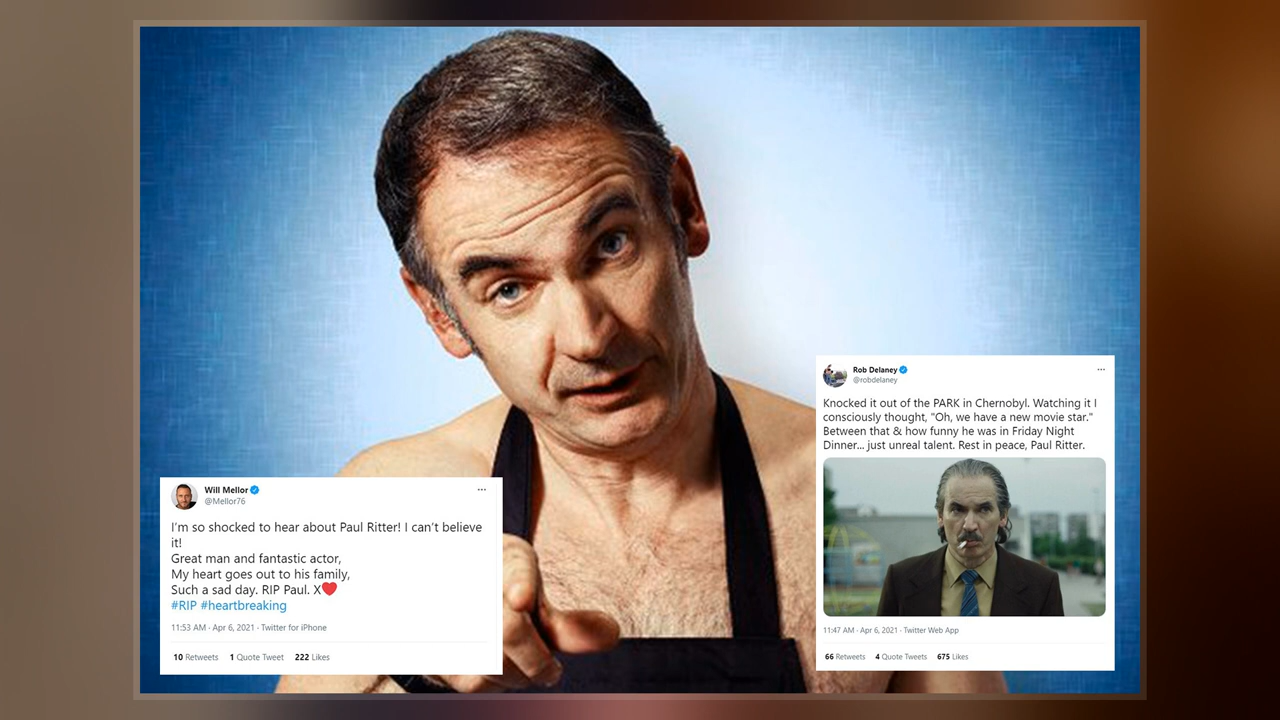 Will Mellor
@Mellor76
I'm so shocked to hear about Paul Ritter! I can't believe
it!
Great man and fantastic actor,
My heart goes out to his family,
Such a sad day. RIP Paul. X❤️
#RIP #heartbreaking
11:53 AM · Apr 6, 2021 · Twitter for iPhone
10 Retweets 1 Quote Tweet 222 Likes
Rob Delaney
@robdelaney
Knocked it out of the PARK in Chernobyl. Watching it I
consciously thought, "Oh, we have a new movie star."
Between that & how funny he was in Friday Night
Dinner... just unreal talent. Rest in peace, Paul Ritter.
11:47 AM · Apr 6, 2021 · Twitter Web App
66 Retweets 4 Quote Tweets 675 Likes